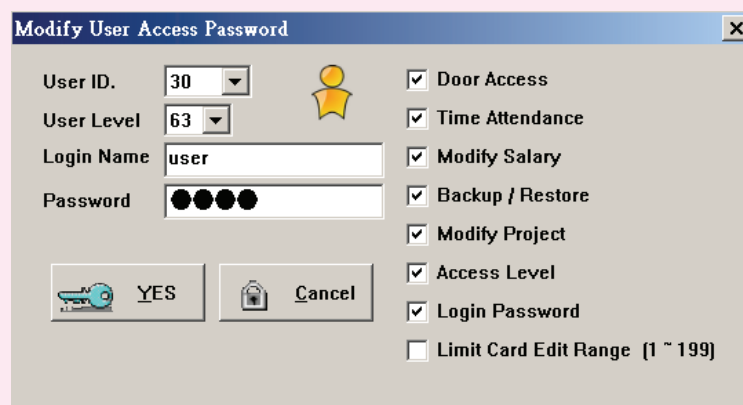 Modify User Access Password
User ID. 30
User Level 63
Login Name user
Password ●●●●
YES Cancel
Door Access
Time Attendance
Modify Salary
Backup / Restore
Modify Project
Access Level
Login Password
Limit Card Edit Range (1 ~ 199)